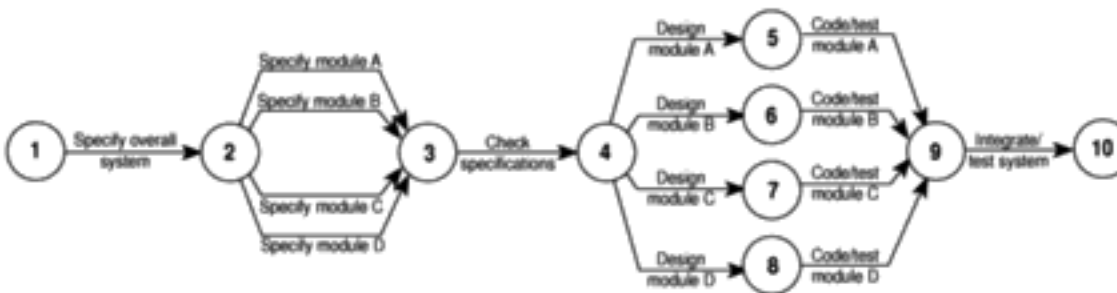 1
Specify overall
system
2
Specify module A
Specify module B
Specify module C
Specify module D
3
Check
specifications
4
Design
module A
5
Code/test
module A
Design
module B
6
Code/test
module B
Design
module C
7
Code/test
module C
Design
module D
8
Code/test
module D
9
Integrate/
test system
10